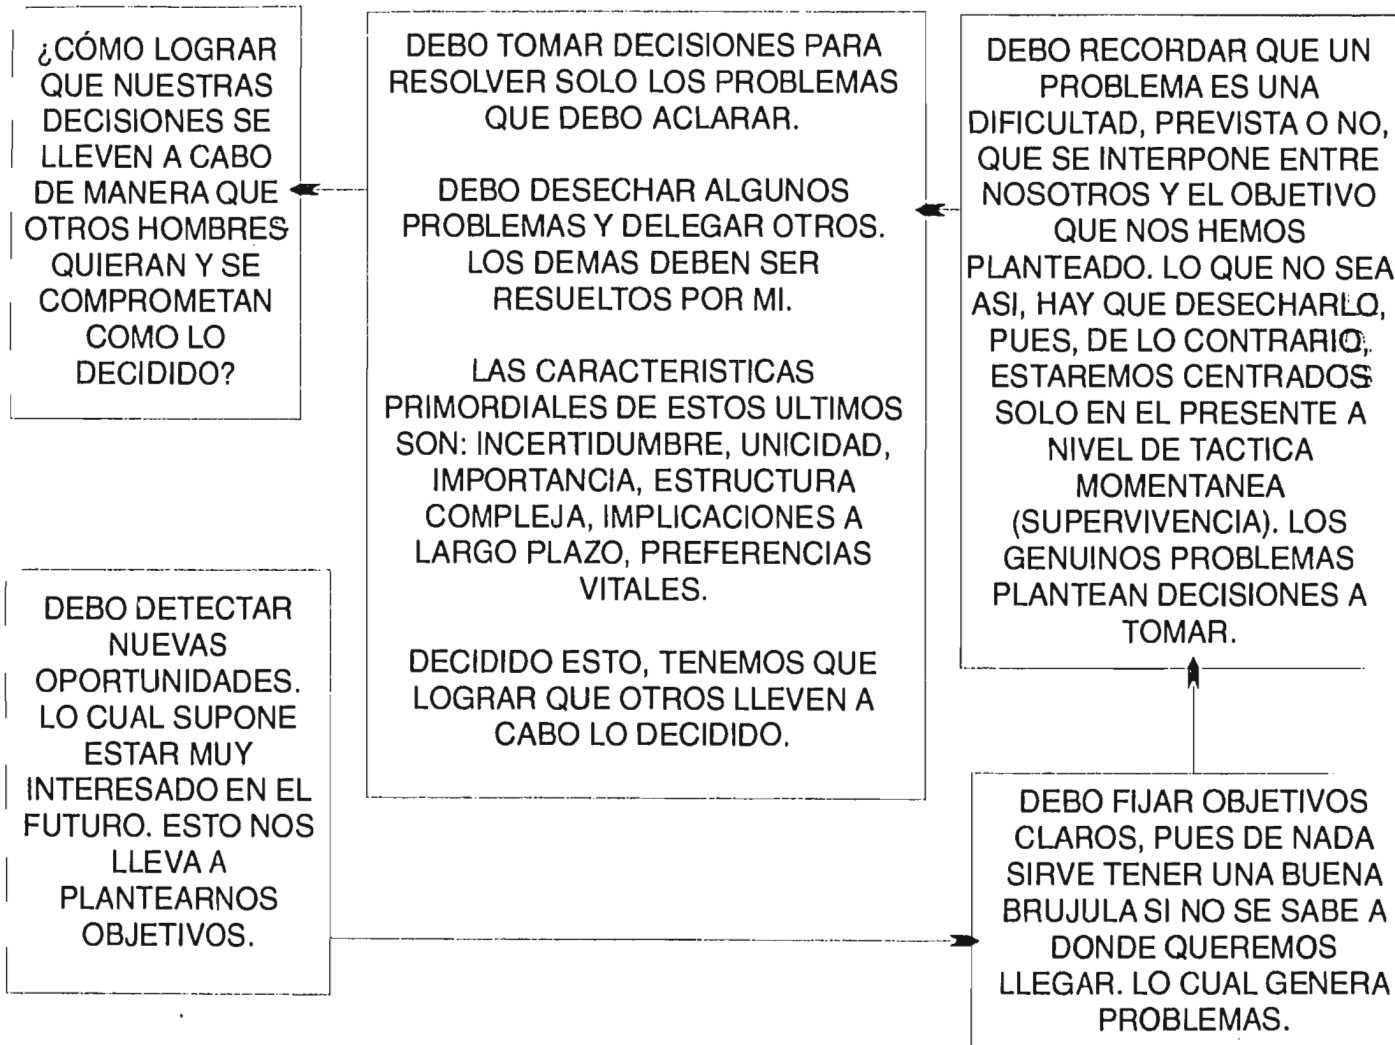 ¿CÓMO LOGRAR
QUE NUESTRAS
DECISIONES SE
LLEVEN A CABO
DE MANERA QUE
OTROS HOMBRES
QUIERAN Y SE
COMPROMETAN
COMO LO
DECIDIDO?
DEBO TOMAR DECISIONES PARA
RESOLVER SOLO LOS PROBLEMAS
QUE DEBO ACLARAR.
DEBO DESECHAR ALGUNOS
PROBLEMAS Y DELEGAR OTROS.
LOS DEMAS DEBEN SER
RESUELTOS POR MI.
LAS CARACTERISTICAS
PRIMORDIALES DE ESTOS ULTIMOS
SON: INCERTIDUMBRE, UNICIDAD,
IMPORTANCIA, ESTRUCTURA
COMPLEJA, IMPLICACIONES A
LARGO PLAZO, PREFERENCIAS
VITALES.
DECIDIDO ESTO, TENEMOS QUE
LOGRAR QUE OTROS LLEVEN A
CABO LO DECIDIDO.
DEBO RECORDAR QUE UN
PROBLEMA ES UNA
DIFICULTAD, PREVISTA O NO,
QUE SE INTERPONE ENTRE
NOSOTROS Y EL OBJETIVO
QUE NOS HEMOS
PLANTEADO. LO QUE NO SEA
ASI, HAY QUE DESECHARLO,
PUES, DE LO CONTRARIO,
ESTAREMOS CENTRADOS
SOLO EN EL PRESENTE A
NIVEL DE TACTICA
MOMENTANEA
(SUPERVIVENCIA). LOS
GENUINOS PROBLEMAS
PLANTEAN DECISIONES A
TOMAR.
DEBO DETECTAR
NUEVAS
OPORTUNIDADES.
LO CUAL SUPONE
ESTAR MUY
INTERESADO EN EL
FUTURO. ESTO NOS
LLEVA A
PLANTEARNOS
OBJETIVOS.
DEBO FIJAR OBJETIVOS
CLAROS, PUES DE NADA
SIRVE TENER UNA BUENA
BRUJULA SI NO SE SABE A
DONDE QUEREMOS
LLEGAR. LO CUAL GENERA
PROBLEMAS.